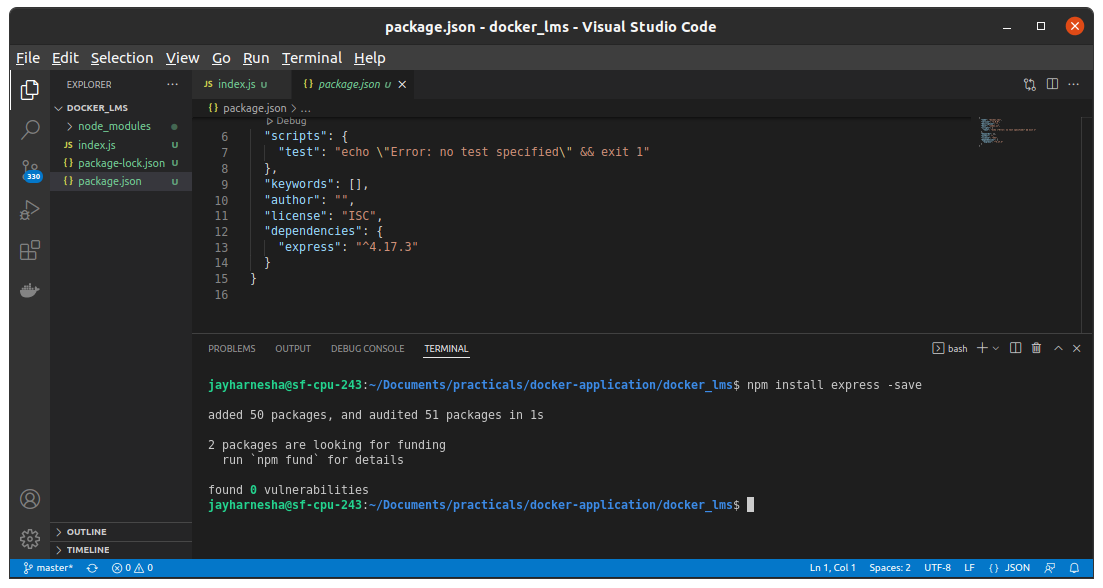 package.json - docker_lms - Visual Studio Code
File Edit Selection View Go Run Terminal Help
EXPLORER
DOCKER_LMS
node_modules
JS index.js U
{} package-lock.json U
{} package.json U
330
OUTLINE
TIMELINE
JS index.js U {} package.json U
{} package.json > ...
Debug
6 "scripts": {
7 "test": "echo \"Error: no test specified\" && exit 1"
8 },
9 "keywords": [],
10 "author": "",
11 "license": "ISC",
12 "dependencies": {
13 "express": "^4.17.3"
14 }
15 }
16
PROBLEMS OUTPUT DEBUG CONSOLE TERMINAL bash
jayharnesha@sf-cpu-243:~/Documents/practicals/docker-application/docker_lms$ npm install express -save
added 50 packages, and audited 51 packages in 1s
2 packages are looking for funding
run `npm fund` for details
found 0 vulnerabilities
jayharnesha@sf-cpu-243:~/Documents/practicals/docker-application/docker_lms$
master* 0 0 Ln 1, Col 1 Spaces: 2 UTF-8 LF {} JSON